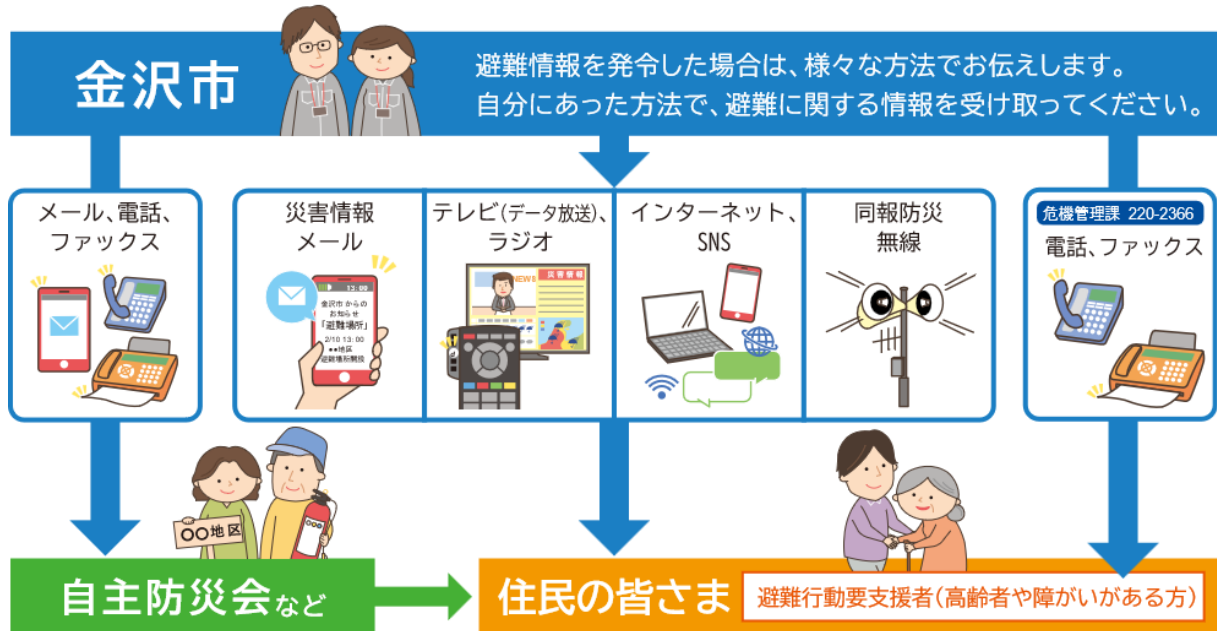 金沢市
避難情報を発令した場合は、様々な方法でお伝えします。
自分にあった方法で、避難に関する情報を受け取ってください。
メール、電話、
ファックス
災害情報
メール
13:00
金沢市 からの
お知らせ
「避難場所」
2/10 13:00
●●地区
避難場所開設
テレビ(データ放送)、
ラジオ
NEWS
災害情報
インターネット、
SNS
同報防災
無線
危機管理課 220-2366
電話、ファックス
〇〇地区
自主防災会など
住民の皆さま
避難行動要支援者(高齢者や障がいがある方)